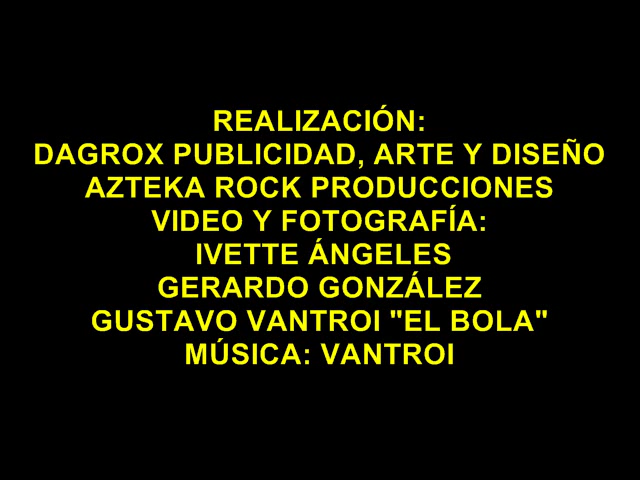 REALIZACIÓN:
DAGROX PUBLICIDAD, ARTE Y DISEÑO
AZTEKA ROCK PRODUCCIONES
VIDEO Y FOTOGRAFÍA:
IVETTE ÁNGELES
GERARDO GONZÁLEZ
GUSTAVO VANTROI "EL BOLA"
MÚSICA: VANTROI